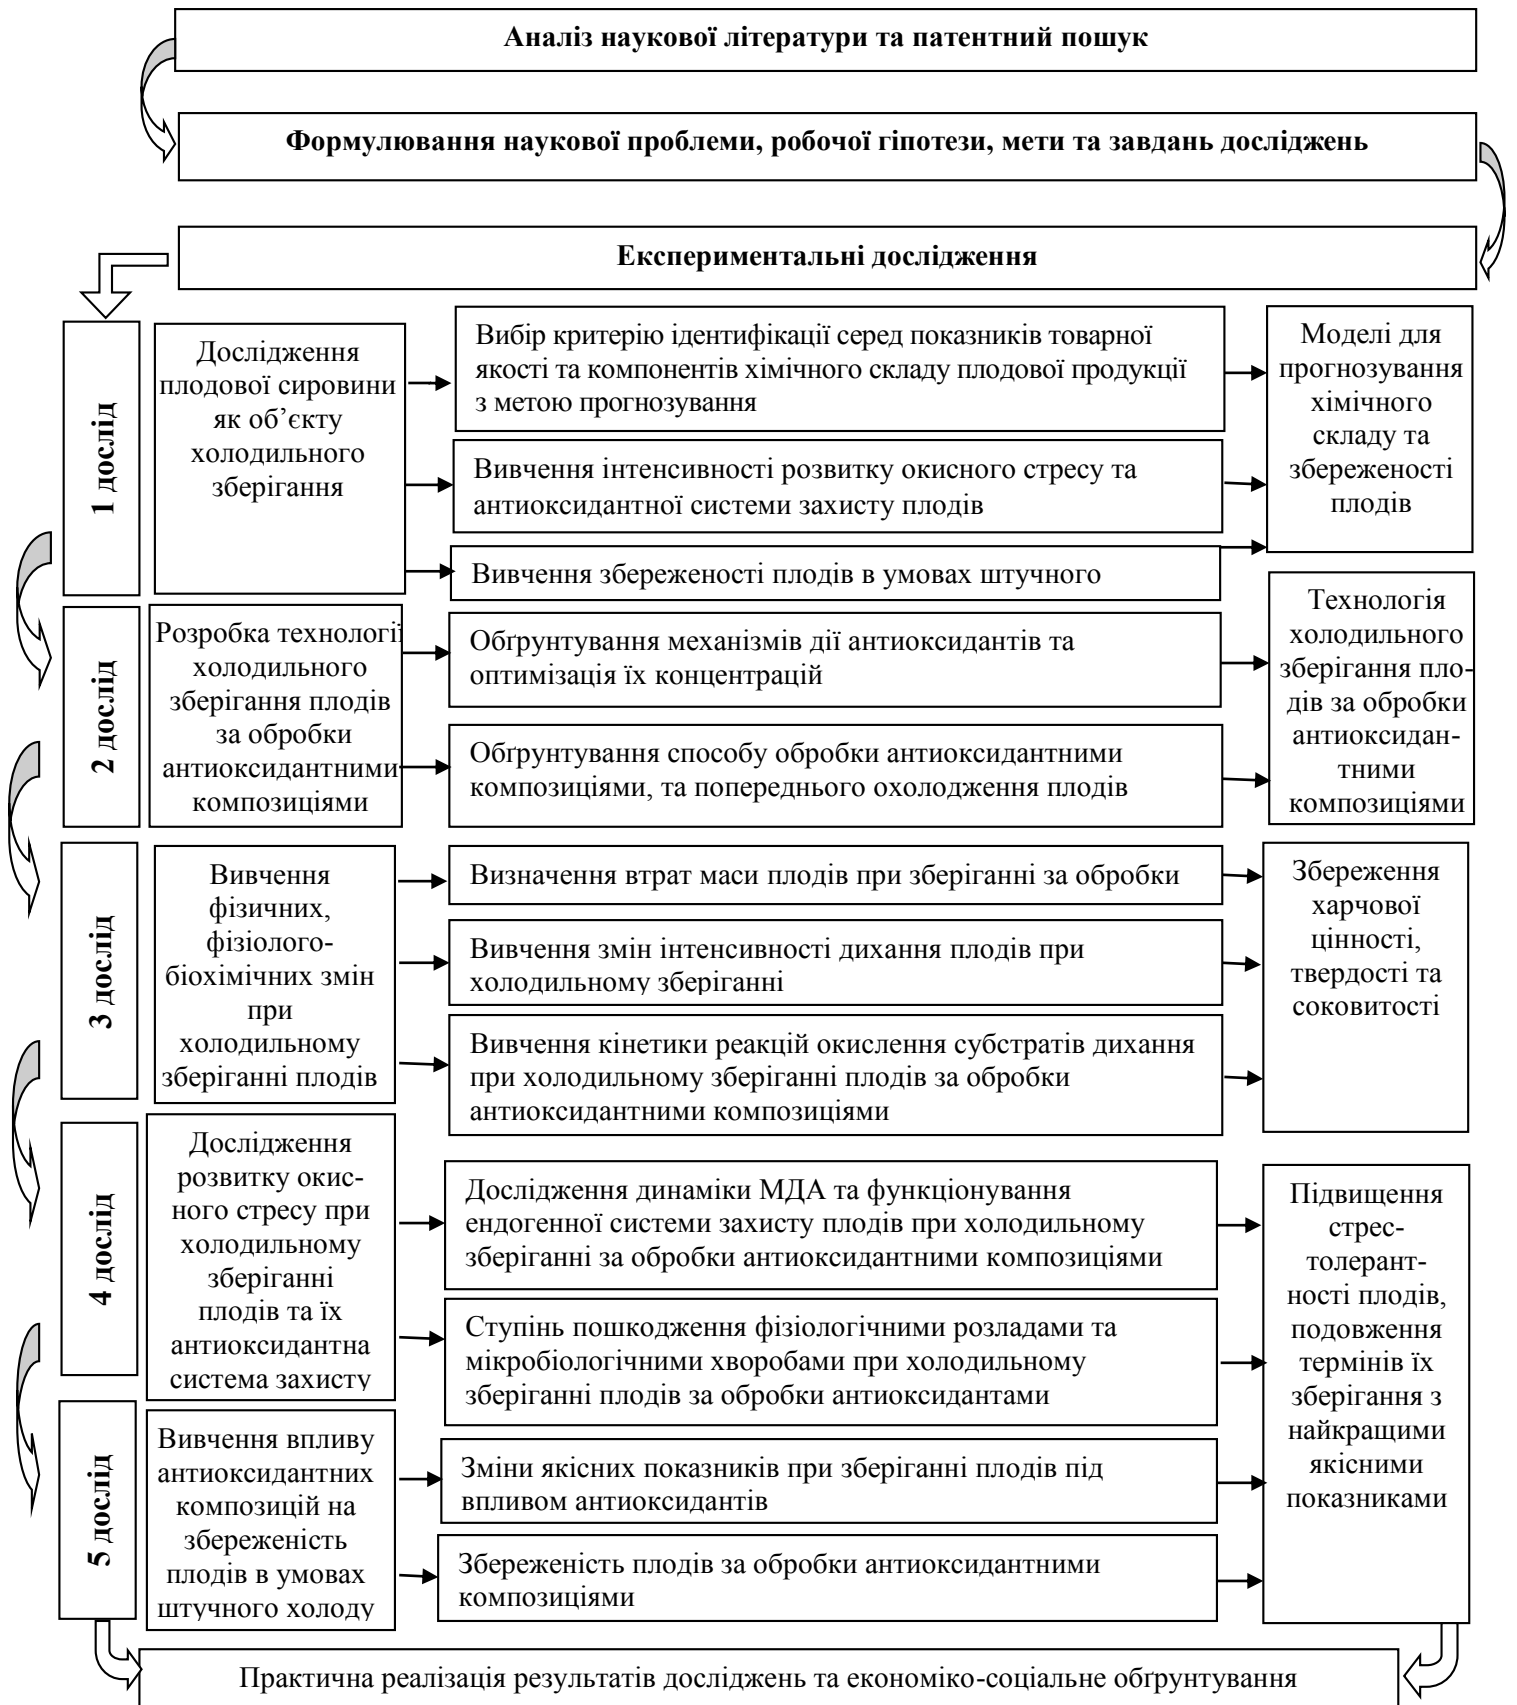 Аналіз наукової літератури та патентний пошук
Формулювання наукової проблеми, робочої гіпотези, мети та завдань досліджень
Експериментальні дослідження
1 дослід
Дослідження
плодової сировини
як об’єкту
холодильного
зберігання
Вибір критерію ідентифікації серед показників товарної
якості та компонентів хімічного складу плодової продукції
з метою прогнозування
Вивчення інтенсивності розвитку окисного стресу та
антиоксидантної системи захисту плодів
Вивчення збереженості плодів в умовах штучного
Моделі для
прогнозування
хімічного
складу та
збереженості
плодів
2 дослід
Розробка технології
холодильного
зберігання плодів
за обробки
антиоксидантними
композиціями
Обґрунтування механізмів дії антиоксидантів та
оптимізація їх концентрацій
Обґрунтування способу обробки антиоксидантними
композиціями, та попереднього охолодження плодів
Технологія
холодильного
зберігання пло-
дів за обробки
антиоксидан-
тними
композиціями
3 дослід
Вивчення
фізичних,
фізіолого-
біохімічних змін
при
холодильному
зберіганні плодів
Визначення втрат маси плодів при зберіганні за обробки
Вивчення змін інтенсивності дихання плодів при
холодильному зберіганні
Вивчення кінетики реакцій окислення субстратів дихання
при холодильному зберіганні плодів за обробки
антиоксидантними композиціями
Збереження
харчової
цінності,
твердості та
соковитості
4 дослід
Дослідження
розвитку окис-
ного стресу при
холодильному
зберіганні
плодів та їх
антиоксидантна
система захисту
Дослідження динаміки МДА та функціонування
ендогенної системи захисту плодів при холодильному
зберіганні за обробки антиоксидантними композиціями
Ступінь пошкодження фізіологічними розладами та
мікробіологічними хворобами при холодильному
зберіганні плодів за обробки антиоксидантами
Підвищення
стрес-
толерант-
ності плодів,
подовження
термінів їх
зберігання з
найкращими
якісними
показниками
5 дослід
Вивчення впливу
антиоксидантних
композицій на
збереженість
плодів в умовах
штучного холоду
Зміни якісних показників при зберіганні плодів під
впливом антиоксидантів
Збереженість плодів за обробки антиоксидантними
композиціями
Практична реалізація результатів досліджень та економіко-соціальне обґрунтування